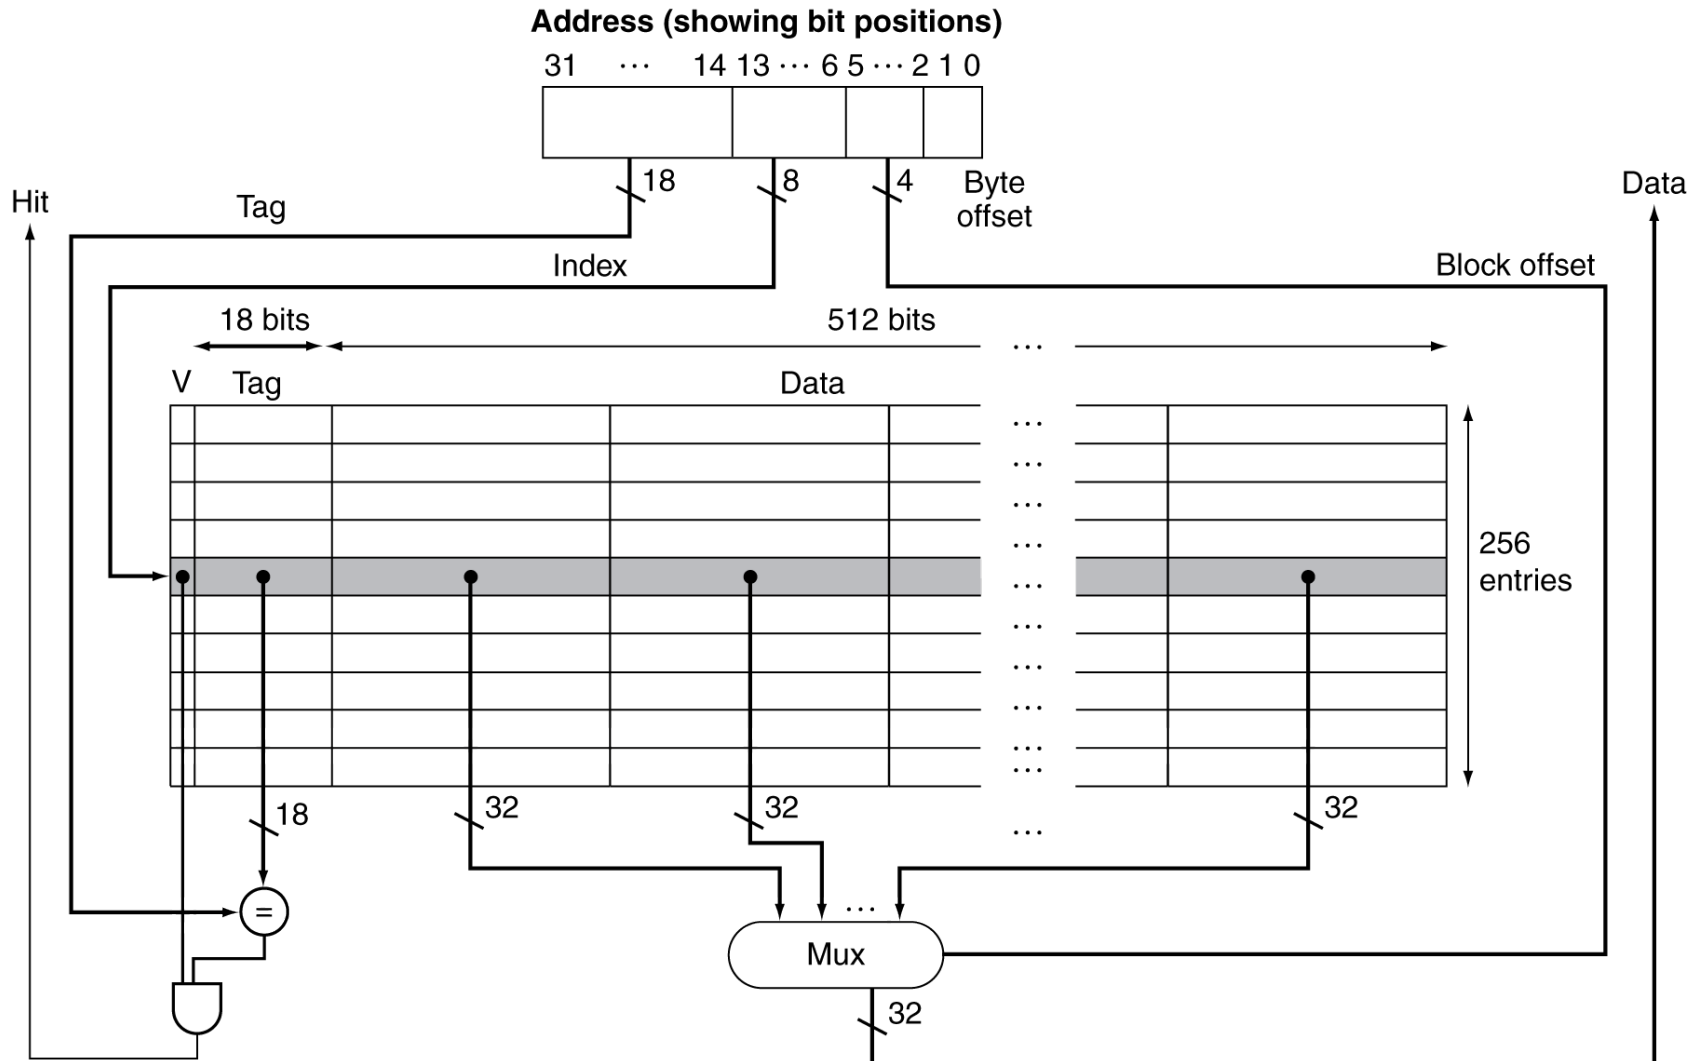 Address (showing bit positions)
31 ··· 14 13 ··· 6 5 ··· 2 1 0
18 8 4 Byte
offset
Hit
Data
Tag
Index
Block offset
18 bits
512 bits
···
V Tag Data
···
···
···
···
···
···
···
···
···
···
256
entries
18 32 32 ··· 32
=
···
Mux
32